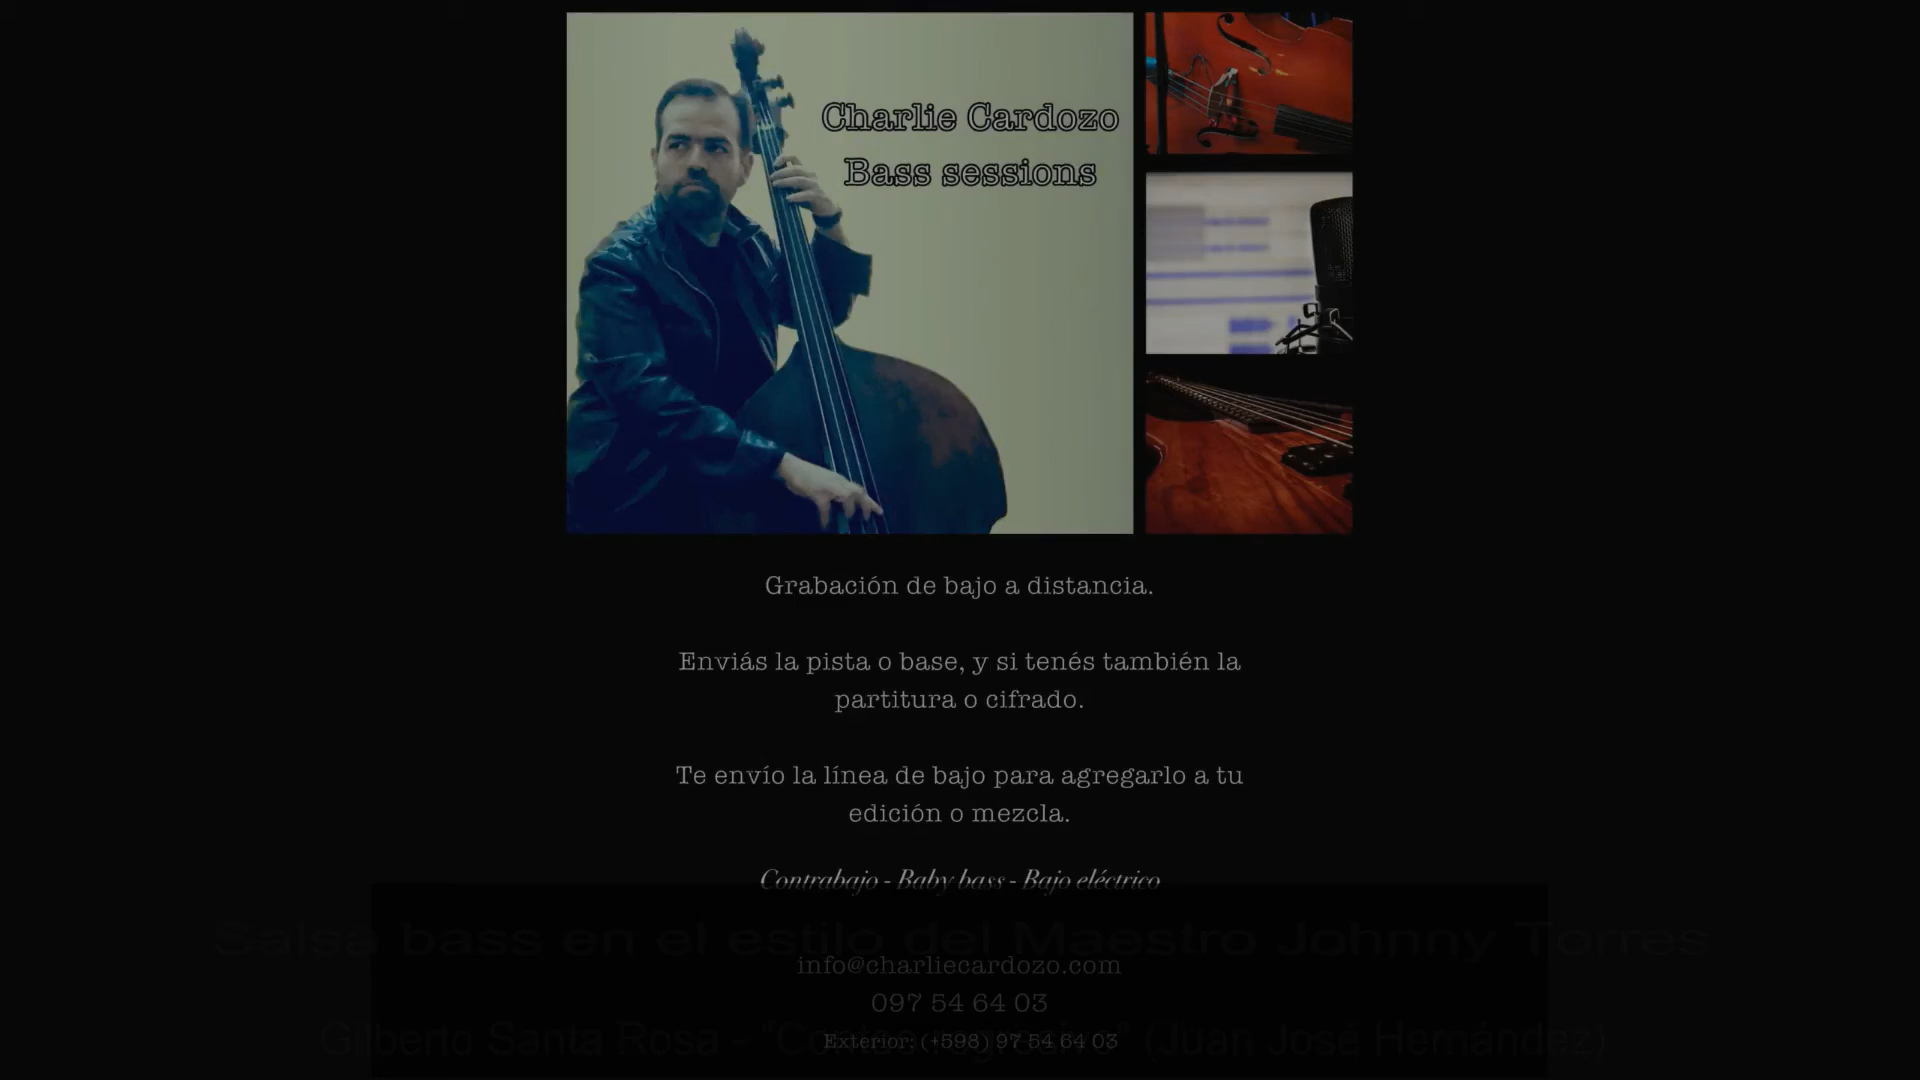 Charlie Cardozo
Bass sessions
Grabación de bajo a distancia.
Enviás la pista o base, y si tenés también la
partitura o cifrado.
Te envío la línea de bajo para agregarlo a tu
edición o mezcla.
Contrabajo - Baby bass - Bajo eléctrico
Salsa bass en el estilo del Maestro Johnny Torres
info@charliecardozo.com
097 54 64 03
Gilberto Santa Rosa - "Conteo regresivo" (Juan José Hernández)
Exterior: (+598) 97 54 64 03